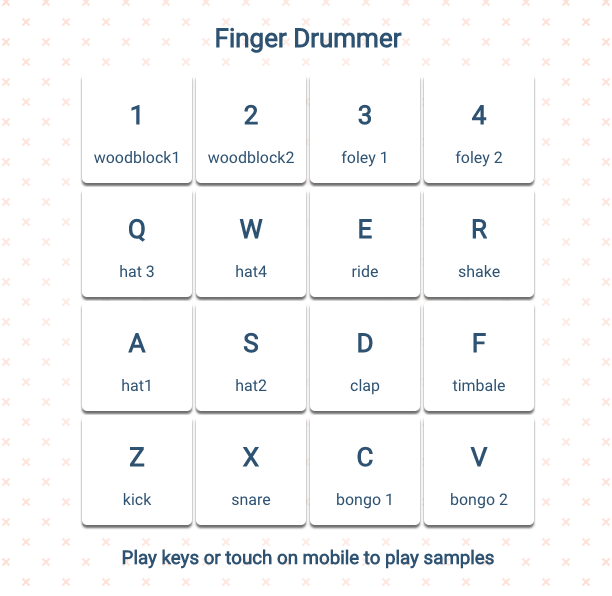 Finger Drummer
1 2 3 4
woodblock1 woodblock2 foley 1 foley 2
Q W E R
hat 3 hat4 ride shake
A S D F
hat1 hat2 clap timbale
Z X C V
kick snare bongo 1 bongo 2
Play keys or touch on mobile to play samples